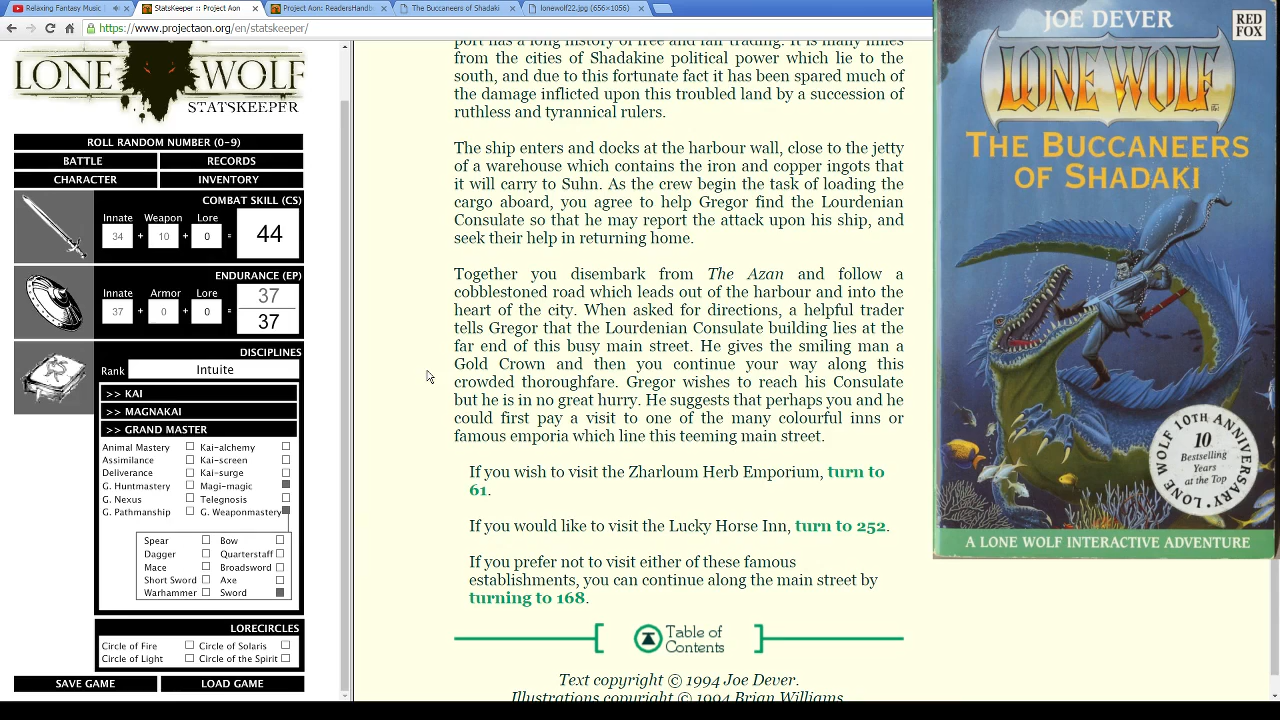 Relaxing Fantasy Music
StatsKeeper :: Project Aon
Project Aon: ReadersHandb
The Buccaneers of Shadaki
lonewolf22.jpg (656×1056)
https://www.projectaon.org/en/statskeeper/
LONE WOLF
STATSKEEPER
ROLL RANDOM NUMBER (0-9)
BATTLE RECORDS
CHARACTER INVENTORY
COMBAT SKILL (CS)
Innate Weapon Lore
34 + 10 + 0 = 44
ENDURANCE (EP)
Innate Armor Lore 37
37 + 0 + 0 = 37
DISCIPLINES
Rank Intuite
>> KAI
>> MAGNAKAI
>> GRAND MASTER
Animal Mastery Kai-alchemy
Assimilance Kai-screen
Deliverance Kai-surge
G. Huntmastery Magi-magic
G. Nexus Telegnosis
G. Pathmanship G. Weaponmastery
Spear Bow
Dagger Quarterstaff
Mace Broadsword
Short Sword Axe
Warhammer Sword
LORECIRCLES
Circle of Fire Circle of Solaris
Circle of Light Circle of the Spirit
SAVE GAME LOAD GAME
port has a long history of free and fair trading. It is many miles
from the cities of Shadakine political power which lie to the
south, and due to this fortunate fact it has been spared much of
the damage inflicted upon this troubled land by a succession of
ruthless and tyrannical rulers.
The ship enters and docks at the harbour wall, close to the jetty
of a warehouse which contains the iron and copper ingots that
it will carry to Suhn. As the crew begin the task of loading the
cargo aboard, you agree to help Gregor find the Lourdenian
Consulate so that he may report the attack upon his ship, and
seek their help in returning home.
Together you disembark from The Azan and follow a
cobblestoned road which leads out of the harbour and into the
heart of the city. When asked for directions, a helpful trader
tells Gregor that the Lourdenian Consulate building lies at the
far end of this busy main street. He gives the smiling man a
Gold Crown and then you continue your way along this
crowded thoroughfare. Gregor wishes to reach his Consulate
but he is in no great hurry. He suggests that perhaps you and he
could first pay a visit to one of the many colourful inns or
famous emporia which line this teeming main street.
If you wish to visit the Zharloum Herb Emporium, turn to
61.
If you would like to visit the Lucky Horse Inn, turn to 252.
If you prefer not to visit either of these famous
establishments, you can continue along the main street by
turning to 168.
Table of
Contents
Text copyright © 1994 Joe Dever.
Illustrations copyright © 1994 Brian Williams.
JOE DEVER
RED
FOX
LONE WOLF
THE BUCCANEERS
OF SHADAKI
LONE WOLF 10TH ANNIVERSARY
10
Bestselling
Years
at the Top
A LONE WOLF INTERACTIVE ADVENTURE